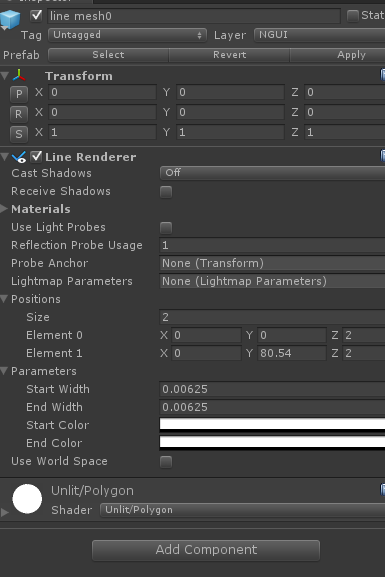 line mesh0 Stat
Tag Untagged Layer NGUI
Prefab Select Revert Apply
Transform
P X 0 Y 0 Z 0
R X 0 Y 0 Z 0
S X 1 Y 1 Z 1
Line Renderer
Cast Shadows Off
Receive Shadows
Materials
Use Light Probes
Reflection Probe Usage 1
Probe Anchor None (Transform)
Lightmap Parameters None (Lightmap Parameters)
Positions
Size 2
Element 0 X 0 Y 0 Z 2
Element 1 X 0 Y 80.54 Z 2
Parameters
Start Width 0.00625
End Width 0.00625
Start Color
End Color
Use World Space
Unlit/Polygon
Shader Unlit/Polygon
Add Component